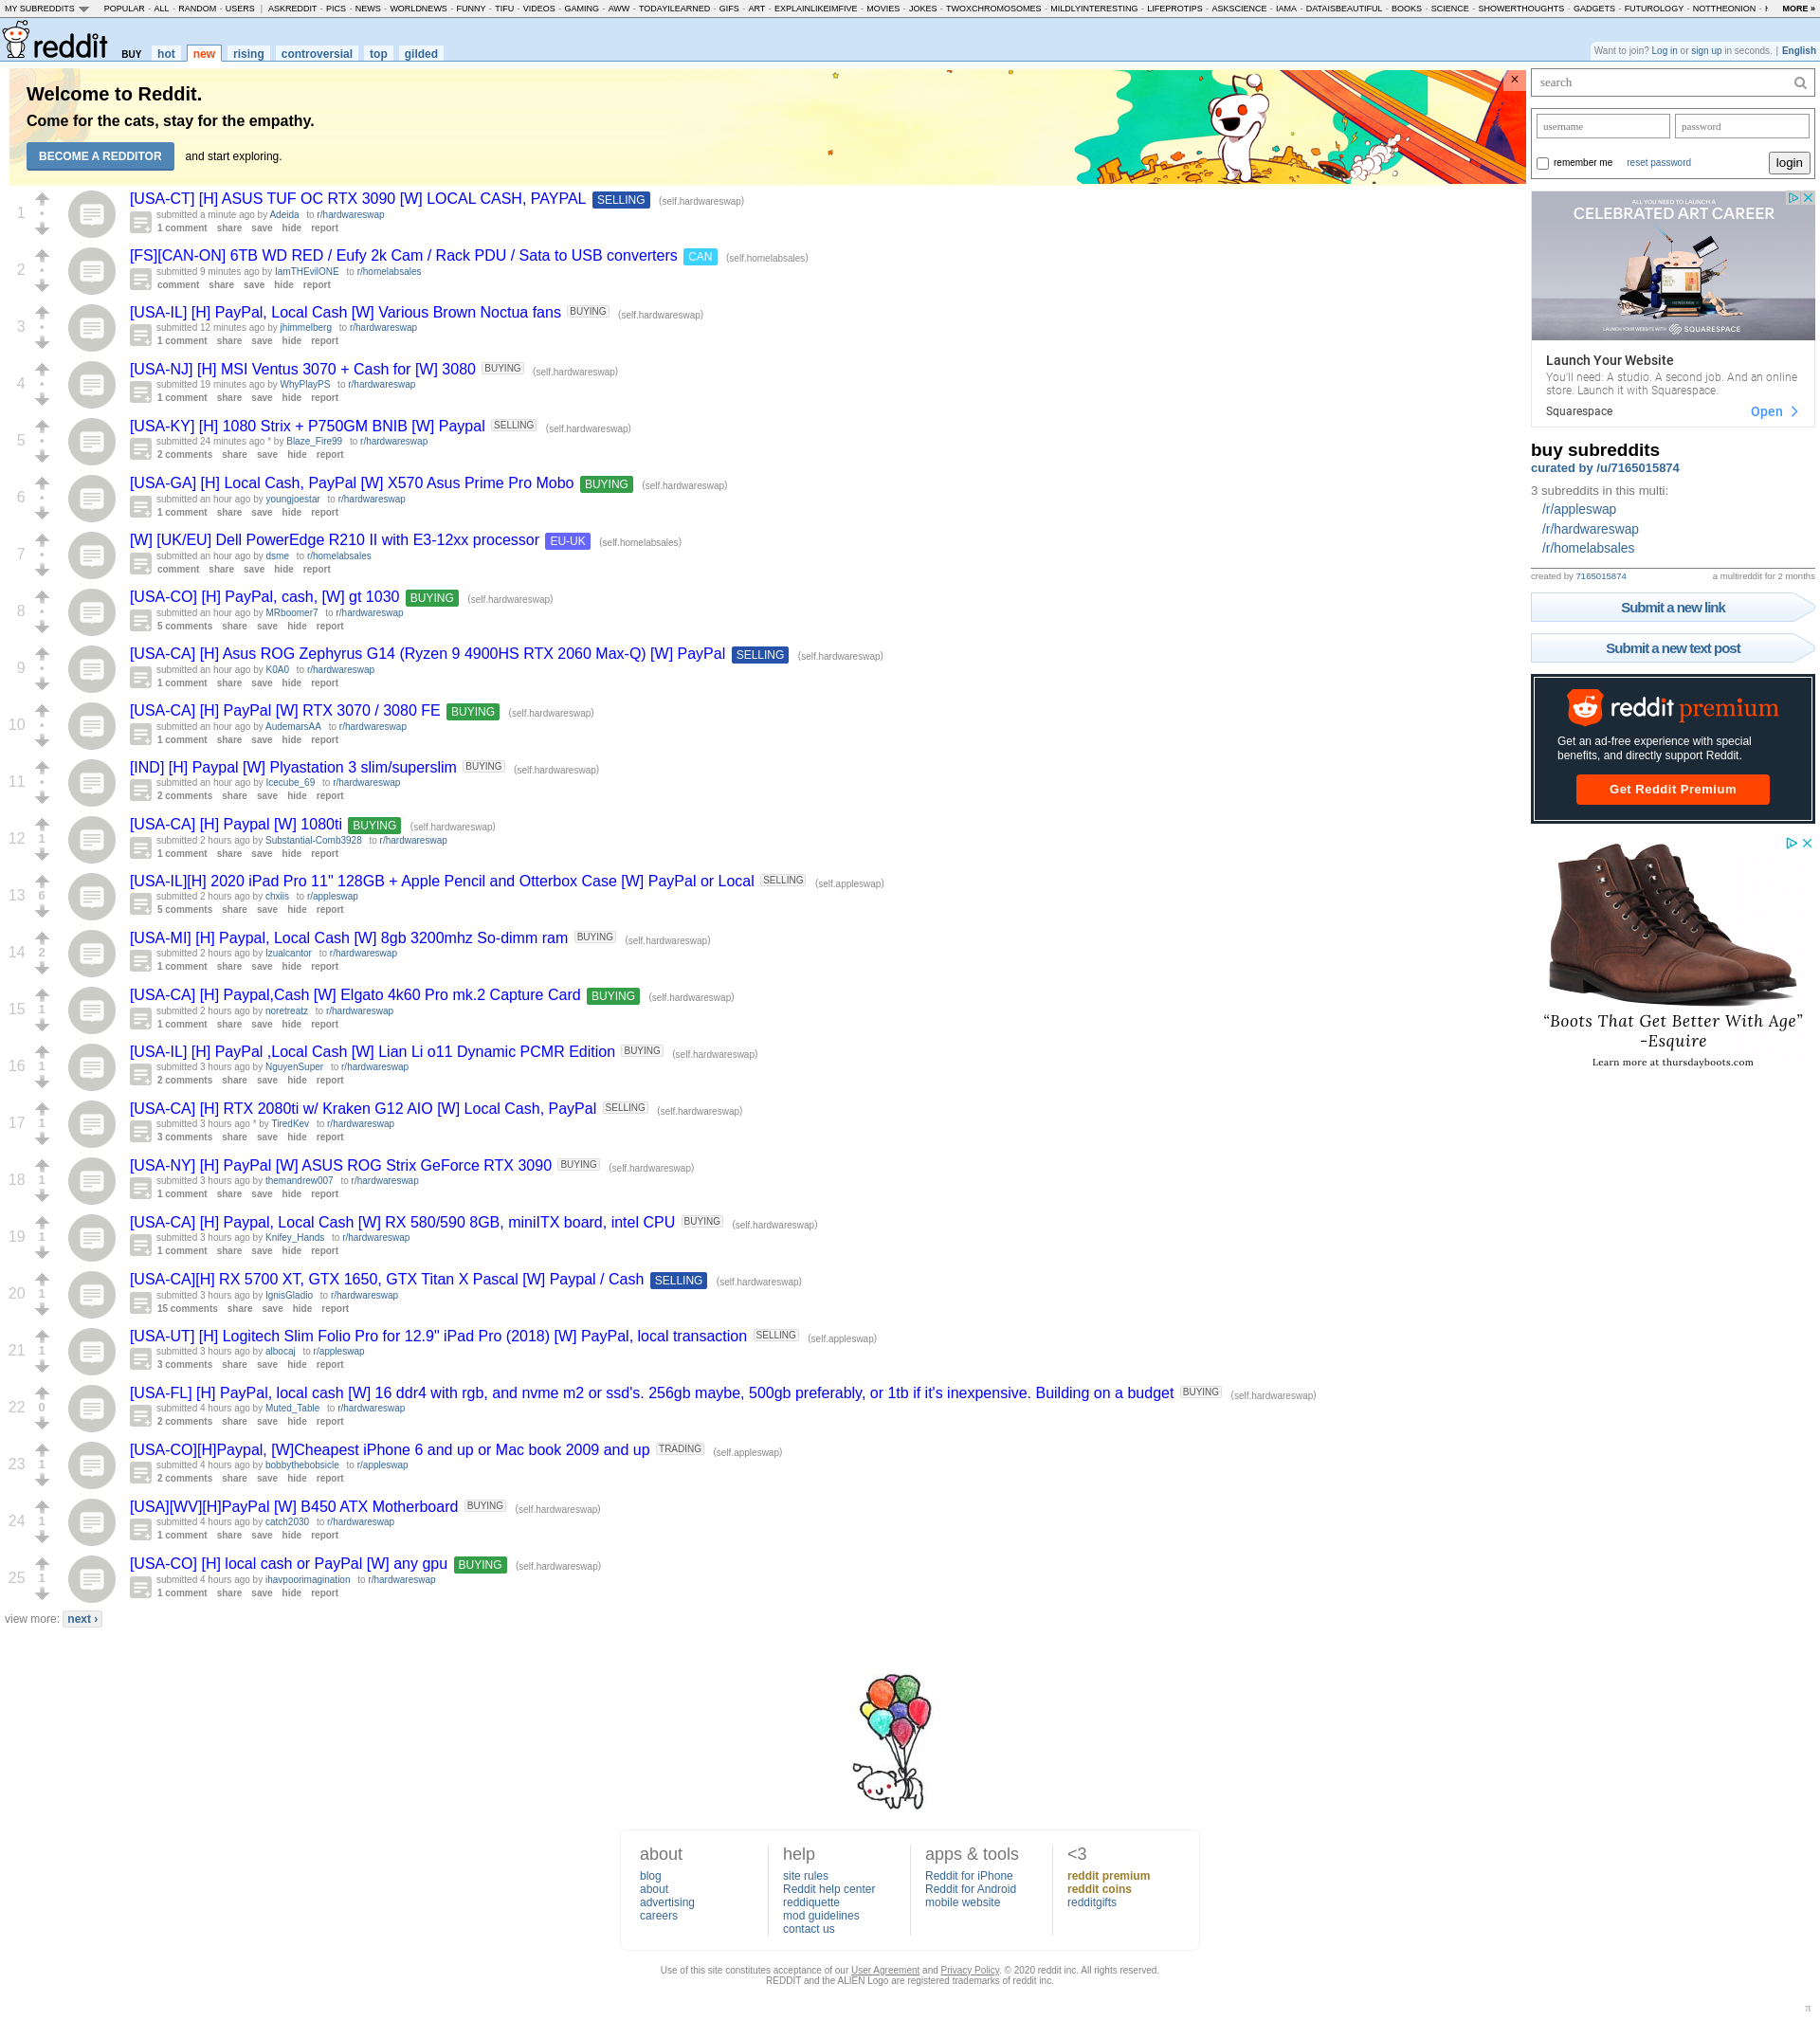 MY SUBREDDITS POPULAR - ALL - RANDOM - USERS | ASKREDDIT - PICS - NEWS - WORLDNEWS - FUNNY - TIFU - VIDEOS - GAMING - AWW - TODAYILEARNED - GIFS - ART - EXPLAINLIKEIMFIVE - MOVIES - JOKES - TWOXCHROMOSOMES - MILDLYINTERESTING - LIFEPROTIPS - ASKSCIENCE - IAMA - DATAISBEAUTIFUL - BOOKS - SCIENCE - SHOWERTHOUGHTS - GADGETS - FUTUROLOGY - NOTTHEONION - MORE »
reddit BUY hot new rising controversial top gilded
Want to join? Log in or sign up in seconds. | English
Welcome to Reddit.
Come for the cats, stay for the empathy.
BECOME A REDDITOR and start exploring.
×
1
[USA-CT] [H] ASUS TUF OC RTX 3090 [W] LOCAL CASH, PAYPAL SELLING (self.hardwareswap)
submitted a minute ago by Adeida to r/hardwareswap
1 comment share save hide report
2
[FS][CAN-ON] 6TB WD RED / Eufy 2k Cam / Rack PDU / Sata to USB converters CAN (self.homelabsales)
submitted 9 minutes ago by IamTHEvilONE to r/homelabsales
comment share save hide report
3
[USA-IL] [H] PayPal, Local Cash [W] Various Brown Noctua fans BUYING (self.hardwareswap)
submitted 12 minutes ago by jhimmelberg to r/hardwareswap
1 comment share save hide report
4
[USA-NJ] [H] MSI Ventus 3070 + Cash for [W] 3080 BUYING (self.hardwareswap)
submitted 19 minutes ago by WhyPlayPS to r/hardwareswap
1 comment share save hide report
5
[USA-KY] [H] 1080 Strix + P750GM BNIB [W] Paypal SELLING (self.hardwareswap)
submitted 24 minutes ago * by Blaze_Fire99 to r/hardwareswap
2 comments share save hide report
6
[USA-GA] [H] Local Cash, PayPal [W] X570 Asus Prime Pro Mobo BUYING (self.hardwareswap)
submitted an hour ago by youngjoestar to r/hardwareswap
1 comment share save hide report
7
[W] [UK/EU] Dell PowerEdge R210 II with E3-12xx processor EU-UK (self.homelabsales)
submitted an hour ago by dsme to r/homelabsales
comment share save hide report
8
[USA-CO] [H] PayPal, cash, [W] gt 1030 BUYING (self.hardwareswap)
submitted an hour ago by MRboomer7 to r/hardwareswap
5 comments share save hide report
9
[USA-CA] [H] Asus ROG Zephyrus G14 (Ryzen 9 4900HS RTX 2060 Max-Q) [W] PayPal SELLING (self.hardwareswap)
submitted an hour ago by K0A0 to r/hardwareswap
1 comment share save hide report
10
[USA-CA] [H] PayPal [W] RTX 3070 / 3080 FE BUYING (self.hardwareswap)
submitted an hour ago by AudemarsAA to r/hardwareswap
1 comment share save hide report
11
[IND] [H] Paypal [W] Plyastation 3 slim/superslim BUYING (self.hardwareswap)
submitted an hour ago by Icecube_69 to r/hardwareswap
2 comments share save hide report
12 1
[USA-CA] [H] Paypal [W] 1080ti BUYING (self.hardwareswap)
submitted 2 hours ago by Substantial-Comb3928 to r/hardwareswap
1 comment share save hide report
13 6
[USA-IL][H] 2020 iPad Pro 11" 128GB + Apple Pencil and Otterbox Case [W] PayPal or Local SELLING (self.appleswap)
submitted 2 hours ago by chxiis to r/appleswap
5 comments share save hide report
14 2
[USA-MI] [H] Paypal, Local Cash [W] 8gb 3200mhz So-dimm ram BUYING (self.hardwareswap)
submitted 2 hours ago by Izualcantor to r/hardwareswap
1 comment share save hide report
15 1
[USA-CA] [H] Paypal,Cash [W] Elgato 4k60 Pro mk.2 Capture Card BUYING (self.hardwareswap)
submitted 2 hours ago by noretreatz to r/hardwareswap
1 comment share save hide report
16 1
[USA-IL] [H] PayPal ,Local Cash [W] Lian Li o11 Dynamic PCMR Edition BUYING (self.hardwareswap)
submitted 3 hours ago by NguyenSuper to r/hardwareswap
2 comments share save hide report
17 1
[USA-CA] [H] RTX 2080ti w/ Kraken G12 AIO [W] Local Cash, PayPal SELLING (self.hardwareswap)
submitted 3 hours ago * by TiredKev to r/hardwareswap
3 comments share save hide report
18 1
[USA-NY] [H] PayPal [W] ASUS ROG Strix GeForce RTX 3090 BUYING (self.hardwareswap)
submitted 3 hours ago by themandrew007 to r/hardwareswap
1 comment share save hide report
19 1
[USA-CA] [H] Paypal, Local Cash [W] RX 580/590 8GB, miniITX board, intel CPU BUYING (self.hardwareswap)
submitted 3 hours ago by Knifey_Hands to r/hardwareswap
1 comment share save hide report
20 1
[USA-CA][H] RX 5700 XT, GTX 1650, GTX Titan X Pascal [W] Paypal / Cash SELLING (self.hardwareswap)
submitted 3 hours ago by IgnisGladio to r/hardwareswap
15 comments share save hide report
21 1
[USA-UT] [H] Logitech Slim Folio Pro for 12.9" iPad Pro (2018) [W] PayPal, local transaction SELLING (self.appleswap)
submitted 3 hours ago by albocaj to r/appleswap
3 comments share save hide report
22 0
[USA-FL] [H] PayPal, local cash [W] 16 ddr4 with rgb, and nvme m2 or ssd's. 256gb maybe, 500gb preferably, or 1tb if it's inexpensive. Building on a budget BUYING (self.hardwareswap)
submitted 4 hours ago by Muted_Table to r/hardwareswap
2 comments share save hide report
23 1
[USA-CO][H]Paypal, [W]Cheapest iPhone 6 and up or Mac book 2009 and up TRADING (self.appleswap)
submitted 4 hours ago by bobbythebobsicle to r/appleswap
2 comments share save hide report
24 1
[USA][WV][H]PayPal [W] B450 ATX Motherboard BUYING (self.hardwareswap)
submitted 4 hours ago by catch2030 to r/hardwareswap
1 comment share save hide report
25 1
[USA-CO] [H] local cash or PayPal [W] any gpu BUYING (self.hardwareswap)
submitted 4 hours ago by ihavpoorimagination to r/hardwareswap
1 comment share save hide report
view more: next ›
search
username password
remember me reset password login
ALL YOU NEED TO LAUNCH A
CELEBRATED ART CAREER
LAUNCH YOUR WEBSITE WITH SQUARESPACE
Launch Your Website
You'll need: A studio. A second job. And an online
store. Launch it with Squarespace.
Squarespace Open
buy subreddits
curated by /u/7165015874
3 subreddits in this multi:
/r/appleswap
/r/hardwareswap
/r/homelabsales
created by 7165015874 a multireddit for 2 months
Submit a new link
Submit a new text post
reddit premium
Get an ad-free experience with special
benefits, and directly support Reddit.
Get Reddit Premium
“Boots That Get Better With Age”
-Esquire
Learn more at thursdayboots.com
about help apps & tools <3
blog site rules Reddit for iPhone reddit premium
about Reddit help center Reddit for Android reddit coins
advertising reddiquette mobile website redditgifts
careers mod guidelines
contact us
Use of this site constitutes acceptance of our User Agreement and Privacy Policy. © 2020 reddit inc. All rights reserved.
REDDIT and the ALIEN Logo are registered trademarks of reddit inc.
π